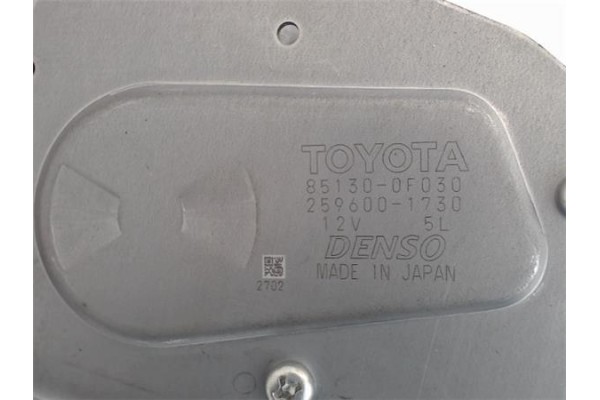 TOYOTA
85130-0F030
259600-1730
12V 5L
DENSO
MADE IN JAPAN
2702